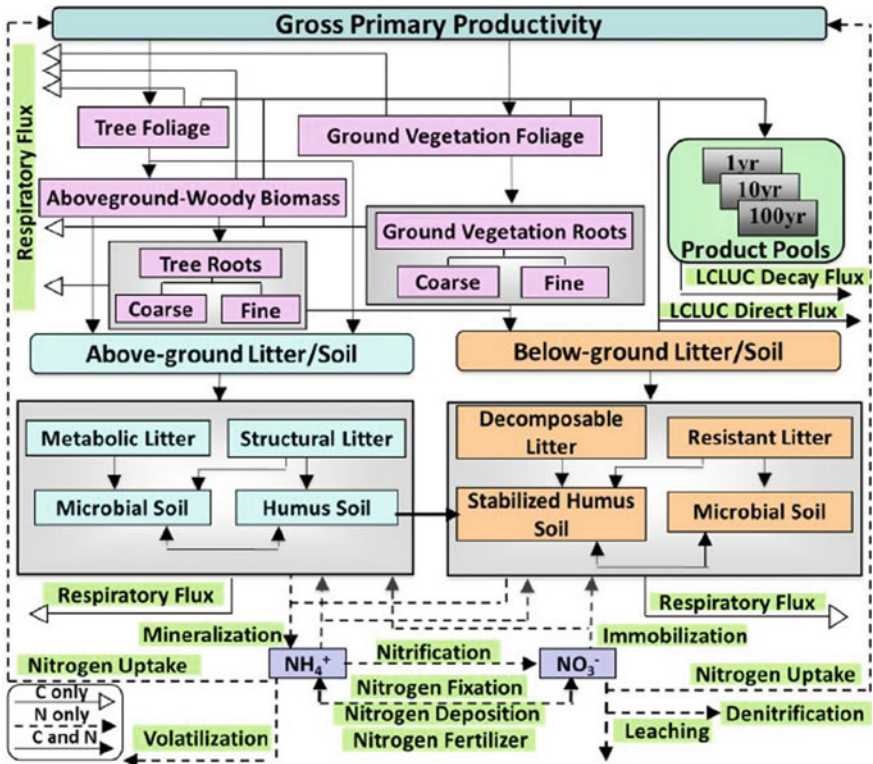 Gross Primary Productivity
Respiratory Flux
Tree Foliage
Ground Vegetation Foliage
1yr
10yr
100yr
Product Pools
Aboveground-Woody Biomass
Ground Vegetation Roots
Coarse
Fine
Tree Roots
Coarse
Fine
LCLUC Decay Flux
LCLUC Direct Flux
Above-ground Litter/Soil
Below-ground Litter/Soil
Metabolic Litter
Structural Litter
Microbial Soil
Humus Soil
Decomposable
Litter
Resistant Litter
Stabilized Humus
Soil
Microbial Soil
Respiratory Flux
Respiratory Flux
Mineralization
Immobilization
Nitrification
NH₄⁺
NO₃⁻
Nitrogen Uptake
Nitrogen Uptake
Nitrogen Fixation
Nitrogen Deposition
Nitrogen Fertilizer
C only
N only
C and N
Volatilization
Leaching
Denitrification